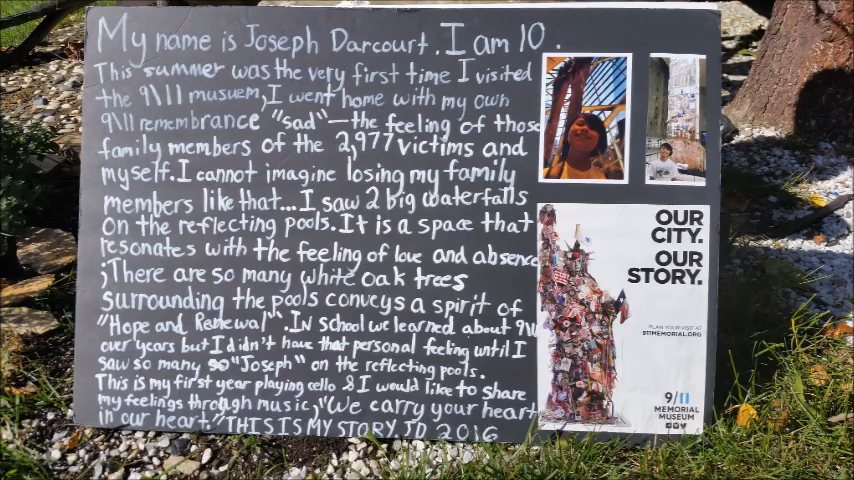 My name is Joseph Darcourt. I am 10.
This summer was the very first time I visited
the 9\11 musuem, I went home with my own
9\11 remembrance "sad"—the feeling of those
family members of the 2,977 victims and
myself. I cannot imagine losing my family
members like that... I saw 2 big waterfalls
on the reflecting pools. It is a space that
resonates with the feeling of love and absence
; There are so many white oak trees
surrounding the pools conveys a spirit of
"Hope and Renewal". In school we learned about 9\11
over years but I didn't have that personal feeling until I
saw so many so "Joseph" on the reflecting pools.
This is my first year playing cello & I would like to share
my feelings through music, "We carry your heart
in our heart." THIS IS MY STORY JD 2016
OUR
CITY.
OUR
STORY.
PLAN YOUR VISIT AT
911MEMORIAL.ORG
9/11
MEMORIAL
MUSEUM